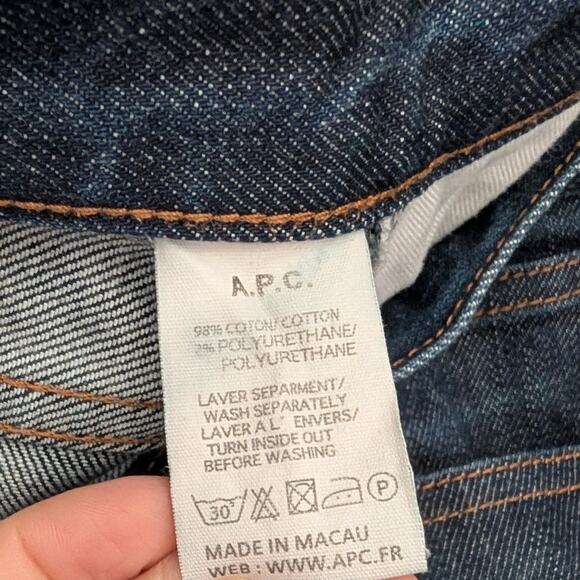 A.P.C.
98% COTON/COTTON
2% POLYURETHANE/
POLYURETHANE
LAVER SEPARMENT/
WASH SEPARATELY
LAVER A L' ENVERS/
TURN INSIDE OUT
BEFORE WASHING
30° P
MADE IN MACAU
WEB : WWW.APC.FR